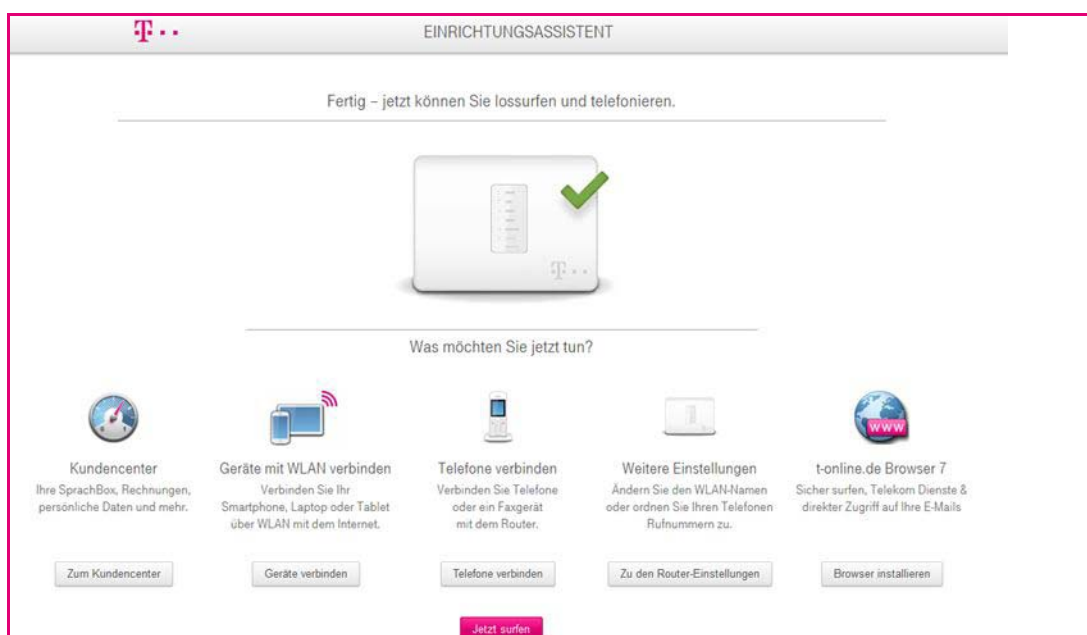 T··
EINRICHTUNGSASSISTENT
Fertig – jetzt können Sie lossurfen und telefonieren.
T··
Was möchten Sie jetzt tun?
WWW
Kundencenter
Ihre SprachBox, Rechnungen,
persönliche Daten und mehr.
Zum Kundencenter
Geräte mit WLAN verbinden
Verbinden Sie Ihr
Smartphone, Laptop oder Tablet
über WLAN mit dem Internet.
Geräte verbinden
Telefone verbinden
Verbinden Sie Telefone
oder ein Faxgerät
mit dem Router.
Telefone verbinden
Weitere Einstellungen
Ändern Sie den WLAN-Namen
oder ordnen Sie Ihren Telefonen
Rufnummern zu.
Zu den Router-Einstellungen
t-online.de Browser 7
Sicher surfen, Telekom Dienste &
direkter Zugriff auf Ihre E-Mails
Browser installieren
Jetzt surfen